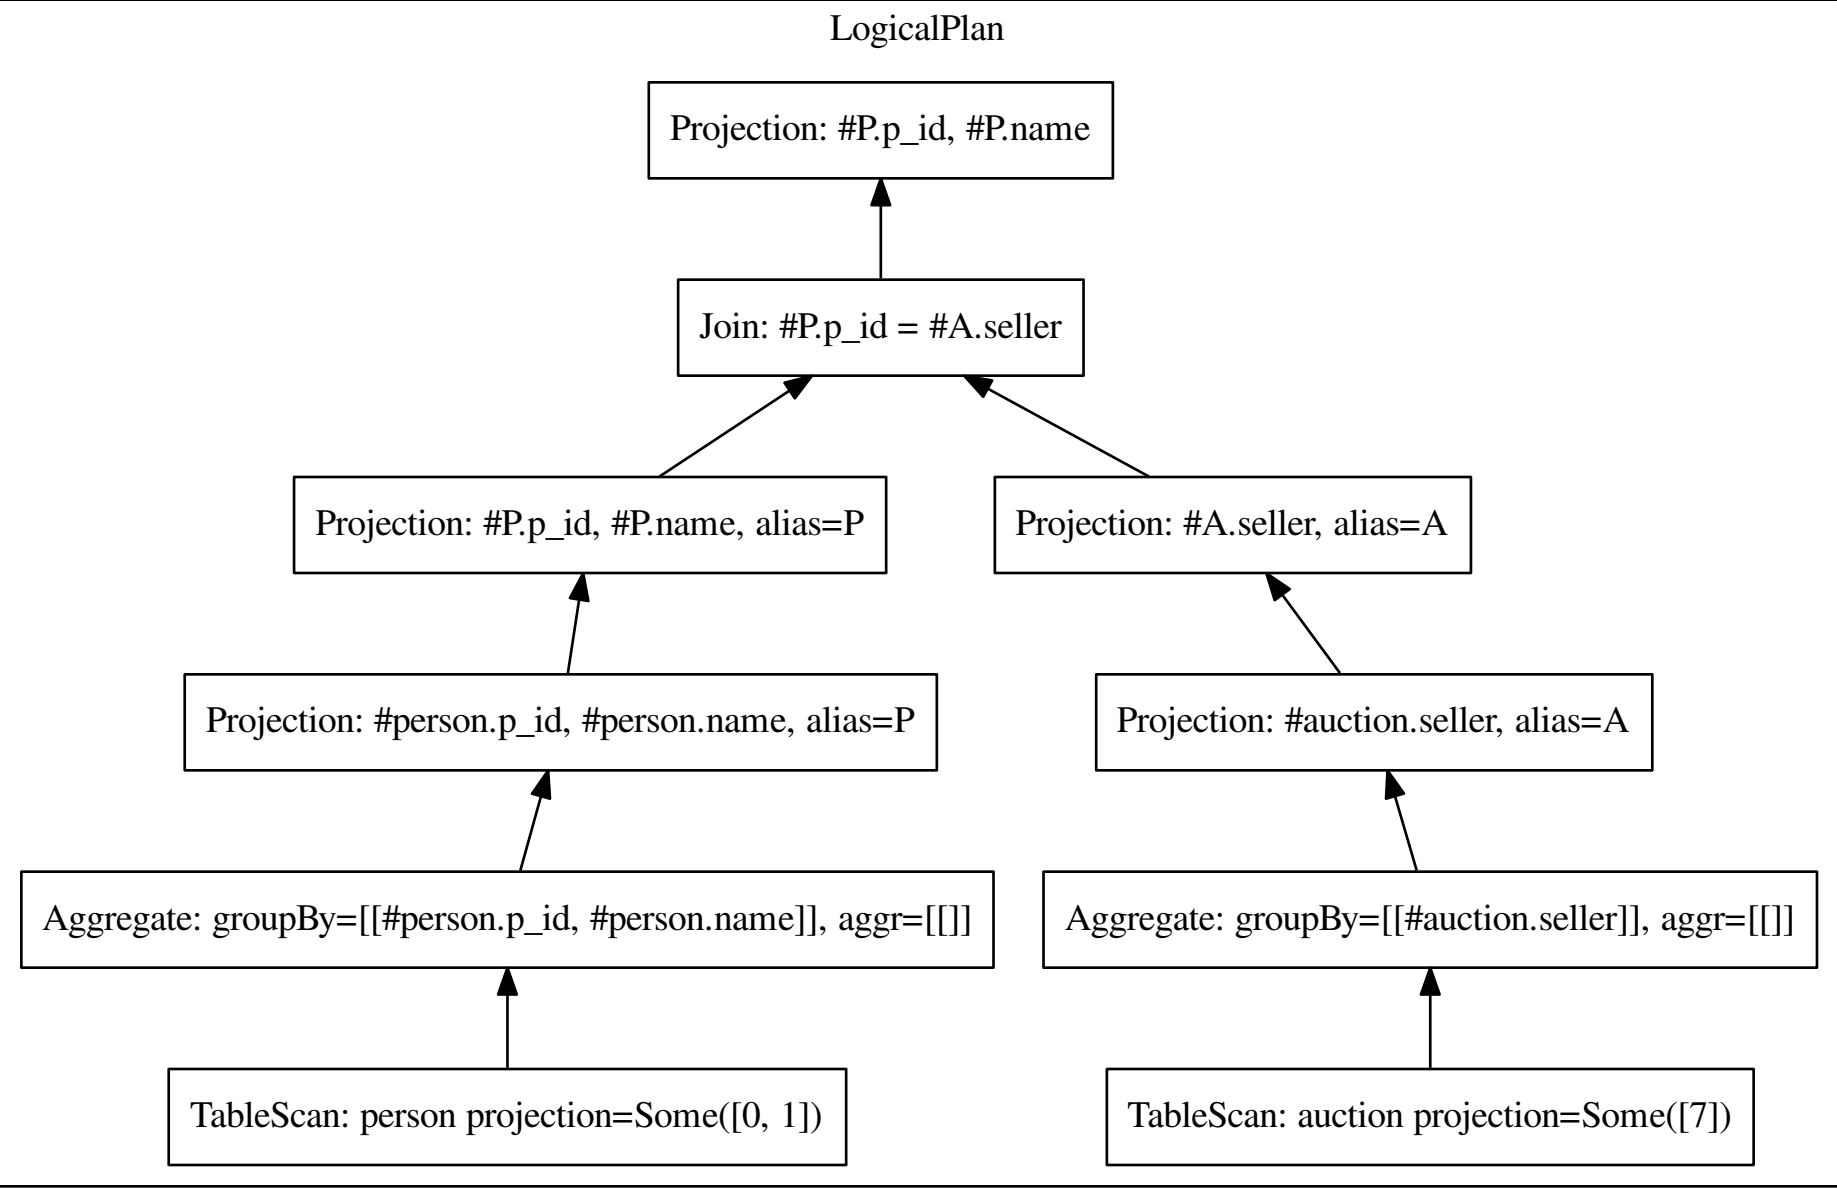 LogicalPlan
Projection: #P.p_id, #P.name
Join: #P.p_id = #A.seller
Projection: #P.p_id, #P.name, alias=P
Projection: #A.seller, alias=A
Projection: #person.p_id, #person.name, alias=P
Projection: #auction.seller, alias=A
Aggregate: groupBy=[[#person.p_id, #person.name]], aggr=[[]]
Aggregate: groupBy=[[#auction.seller]], aggr=[[]]
TableScan: person projection=Some([0, 1])
TableScan: auction projection=Some([7])